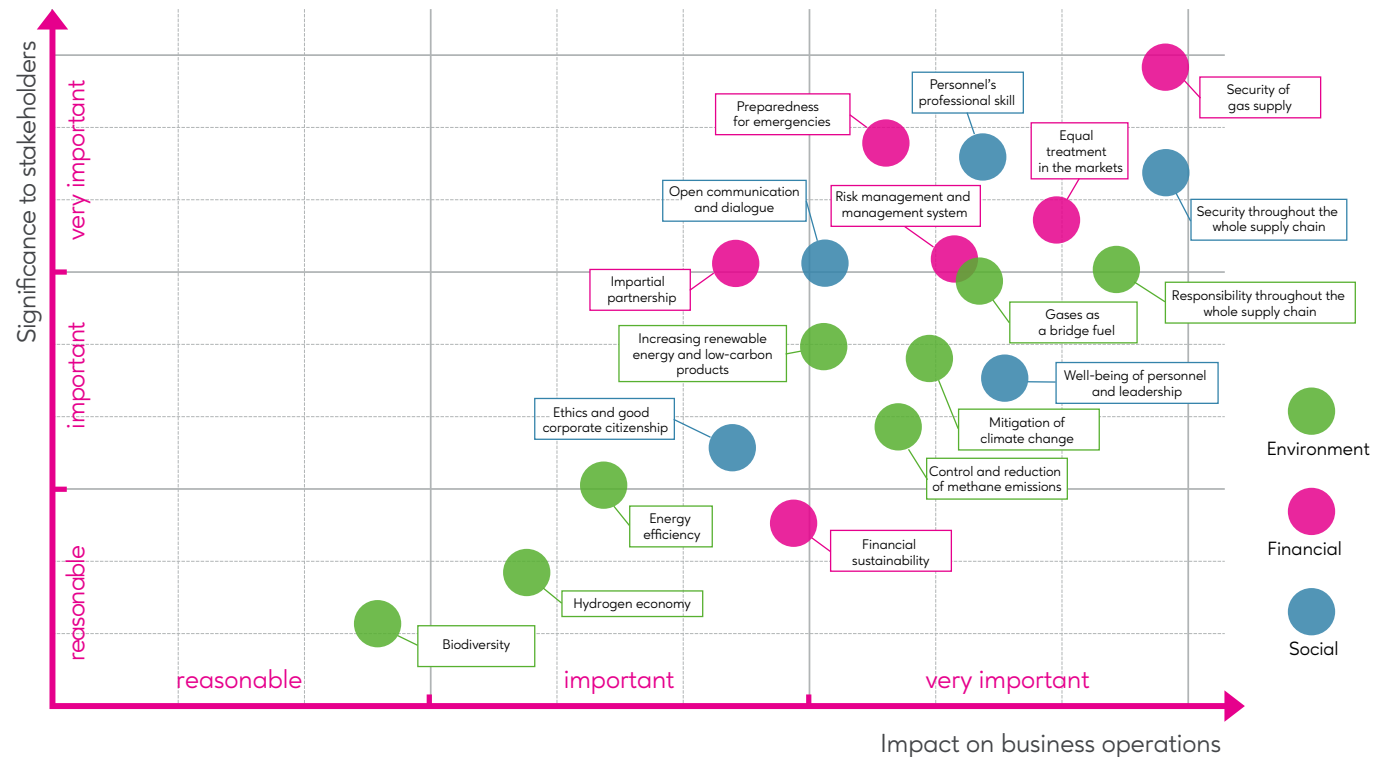 Significance to stakeholders
very important
important
reasonable
Security of
gas supply
Personnel's
professional skill
Preparedness
for emergencies
Equal
treatment
in the markets
Open communication
and dialogue
Risk management and
management system
Security throughout the
whole supply chain
Impartial
partnership
Responsibility throughout the
whole supply chain
Gases as
a bridge fuel
Increasing renewable
energy and low-carbon
products
Well-being of personnel
and leadership
Ethics and good
corporate citizenship
Mitigation of
climate change
Control and reduction
of methane emissions
Energy
efficiency
Financial
sustainability
Hydrogen economy
Biodiversity
Environment
Financial
Social
reasonable
important
very important
Impact on business operations